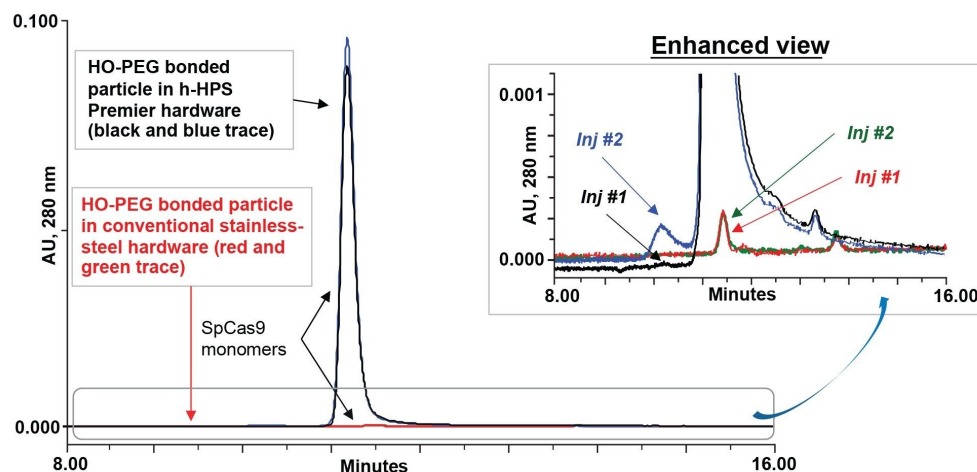 0.100
AU, 280 nm
0.000
8.00
Minutes
16.00
HO-PEG bonded
particle in h-HPS
Premier hardware
(black and blue trace)
HO-PEG bonded particle
in conventional stainless-
steel hardware (red and
green trace)
SpCas9
monomers
Enhanced view
0.001
AU, 280 nm
0.000
Inj #2
Inj #1
Inj #2
Inj #1
8.00
Minutes
16.00